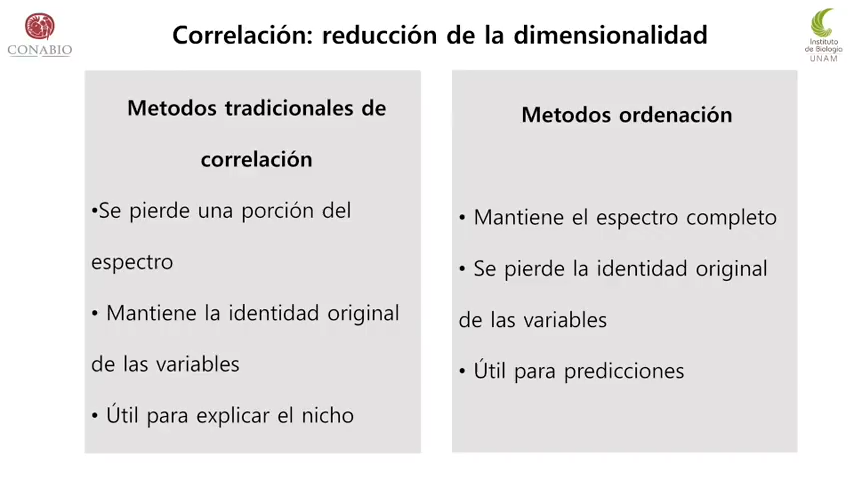 CONABIO
Correlación: reducción de la dimensionalidad
Instituto
de Biología
UNAM
Metodos tradicionales de
correlación
•Se pierde una porción del
espectro
• Mantiene la identidad original
de las variables
• Útil para explicar el nicho
Metodos ordenación
• Mantiene el espectro completo
• Se pierde la identidad original
de las variables
• Útil para predicciones